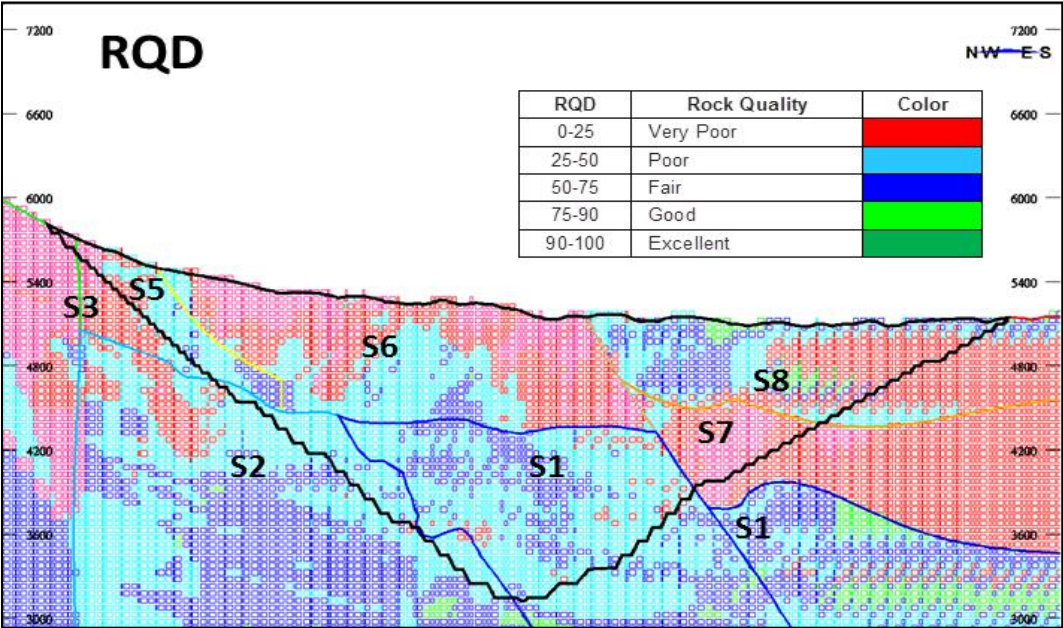 7200
RQD
7200
NW ES
RQD Rock Quality Color
0-25 Very Poor
25-50 Poor
50-75 Fair
75-90 Good
90-100 Excellent
6600
6600
6000
6000
5400
5400
S3
S5
S6
4800
S8
4800
S7
4200
4200
S2
S1
S1
3600
3600
3000
3000